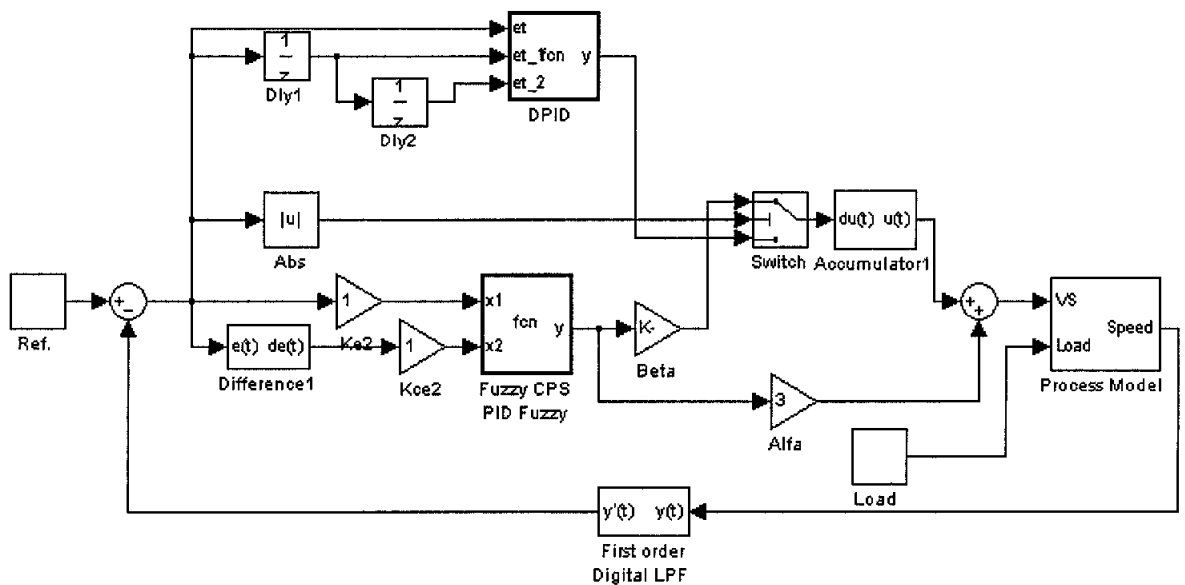 et
1
z
et_1fcn y
Dly1
et_2
1
z
DPID
Dly2
|u|
Abs
Switch
du(t) u(t)
Accumulator1
Ref.
+
-
1
Ke2
x1
fcn y
x2
e(t) de(t)
Difference1
1
Kce2
Fuzzy CPS
PID Fuzzy
K-
Beta
3
Alfa
+
+
VS
Speed
Load
Process Model
Load
y'(t) y(t)
First order
Digital LPF